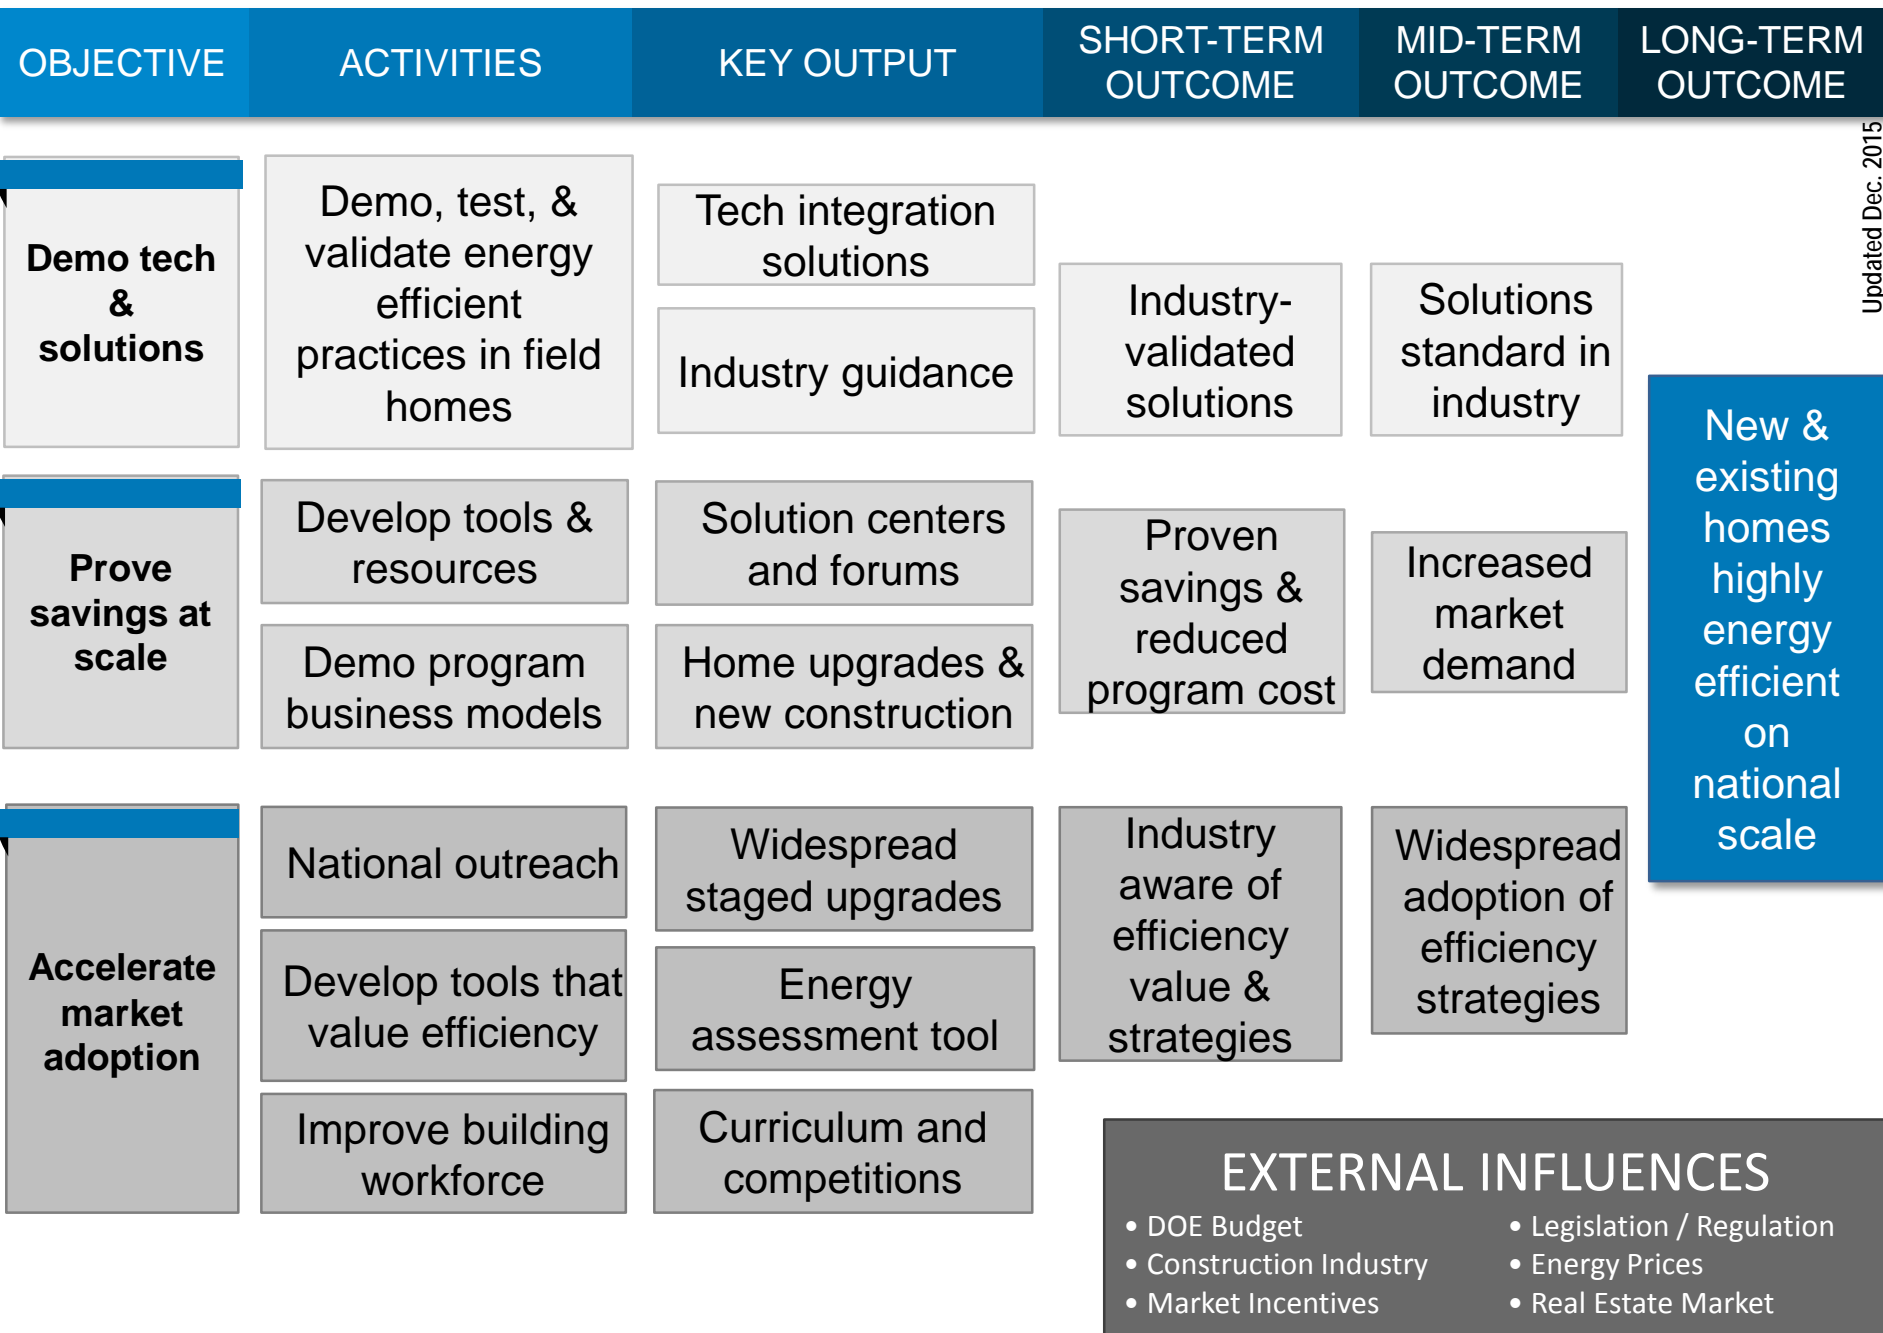 OBJECTIVE
ACTIVITIES
KEY OUTPUT
SHORT-TERM
OUTCOME
MID-TERM
OUTCOME
LONG-TERM
OUTCOME
Updated Dec. 2015
Demo tech
&
solutions
Demo, test, &
validate energy
efficient
practices in field
homes
Tech integration
solutions
Industry guidance
Industry-
validated
solutions
Solutions
standard in
industry
Prove
savings at
scale
Develop tools &
resources
Demo program
business models
Solution centers
and forums
Home upgrades &
new construction
Proven
savings &
reduced
program cost
Increased
market
demand
Accelerate
market
adoption
National outreach
Develop tools that
value efficiency
Improve building
workforce
Widespread
staged upgrades
Energy
assessment tool
Curriculum and
competitions
Industry
aware of
efficiency
value &
strategies
Widespread
adoption of
efficiency
strategies
New &
existing
homes
highly
energy
efficient
on
national
scale
EXTERNAL INFLUENCES
• DOE Budget
• Construction Industry
• Market Incentives
• Legislation / Regulation
• Energy Prices
• Real Estate Market